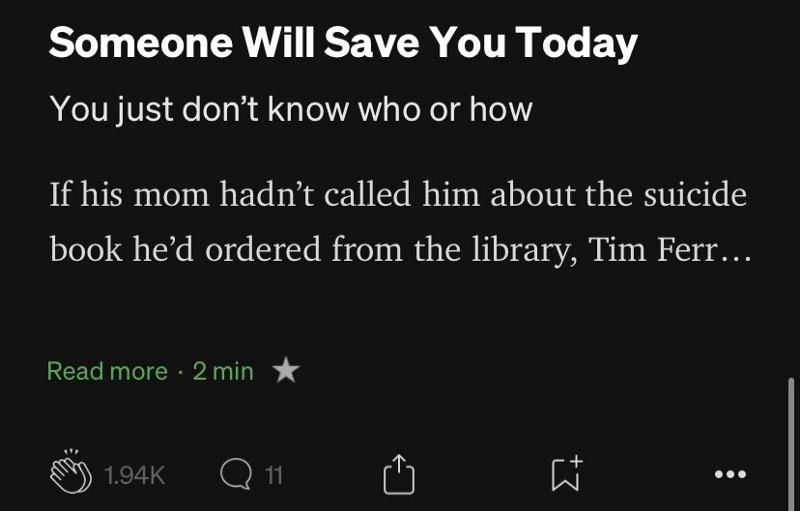 Someone Will Save You Today
You just don’t know who or how
If his mom hadn’t called him about the suicide
book he’d ordered from the library, Tim Ferr…
Read more · 2 min
1.94K 11